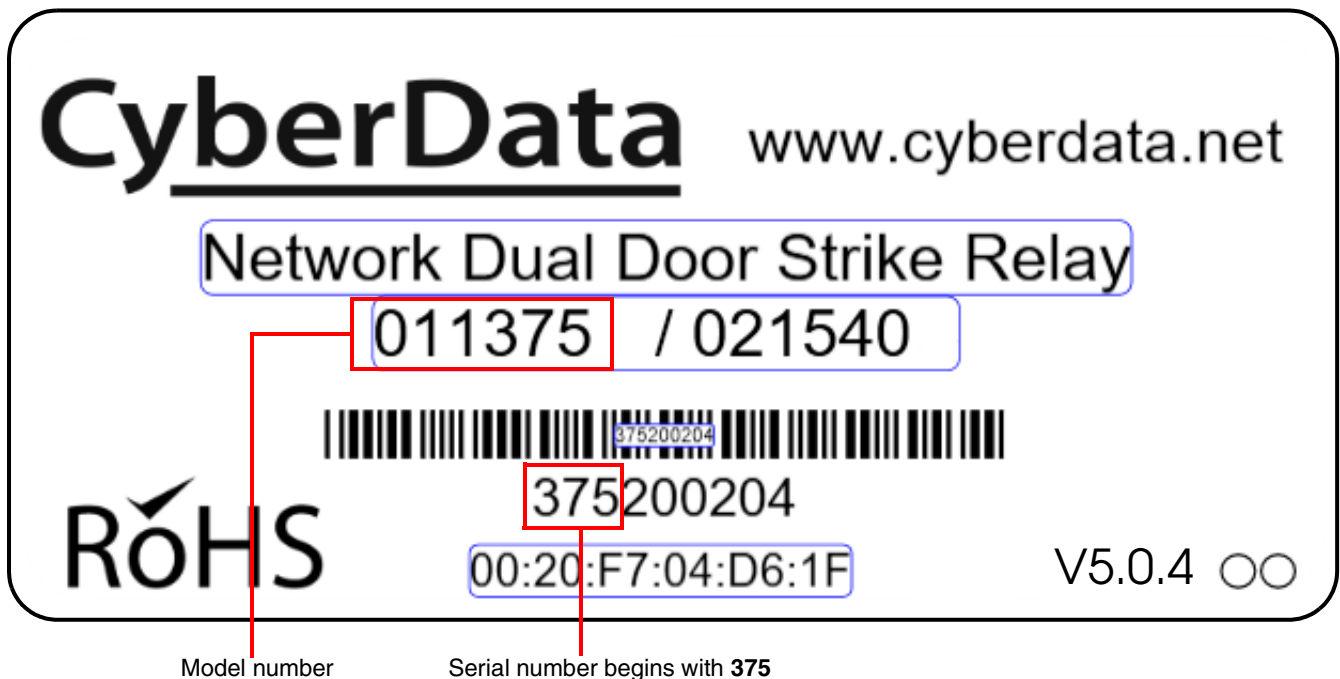 CyberData www.cyberdata.net
Network Dual Door Strike Relay
011375 / 021540
375200204
375200204
RoHS
00:20:F7:04:D6:1F
V5.0.4
Model number Serial number begins with 375